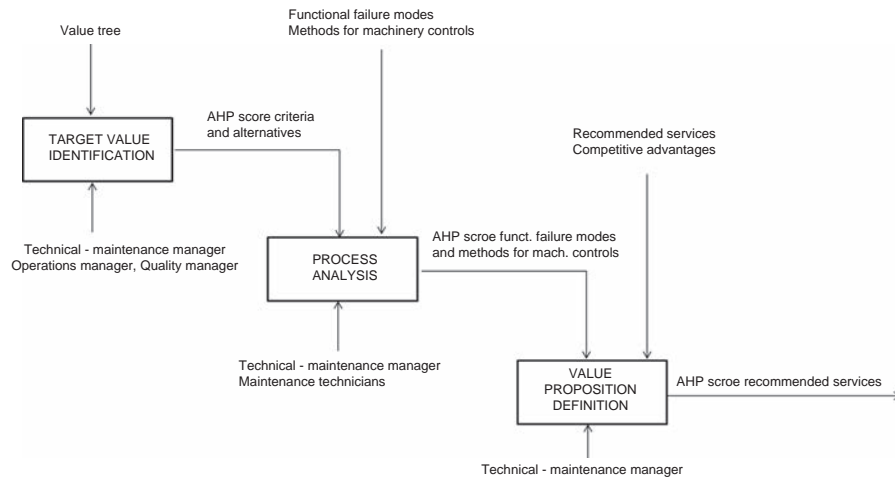 Functional failure modes
Methods for machinery controls
Value tree
AHP score criteria
and alternatives
TARGET VALUE
IDENTIFICATION
Recommended services
Competitive advantages
Technical - maintenance manager
Operations manager, Quality manager
PROCESS
ANALYSIS
AHP scroe funct. failure modes
and methods for mach. controls
Technical - maintenance manager
Maintenance technicians
VALUE
PROPOSITION
DEFINITION
AHP scroe recommended services
Technical - maintenance manager